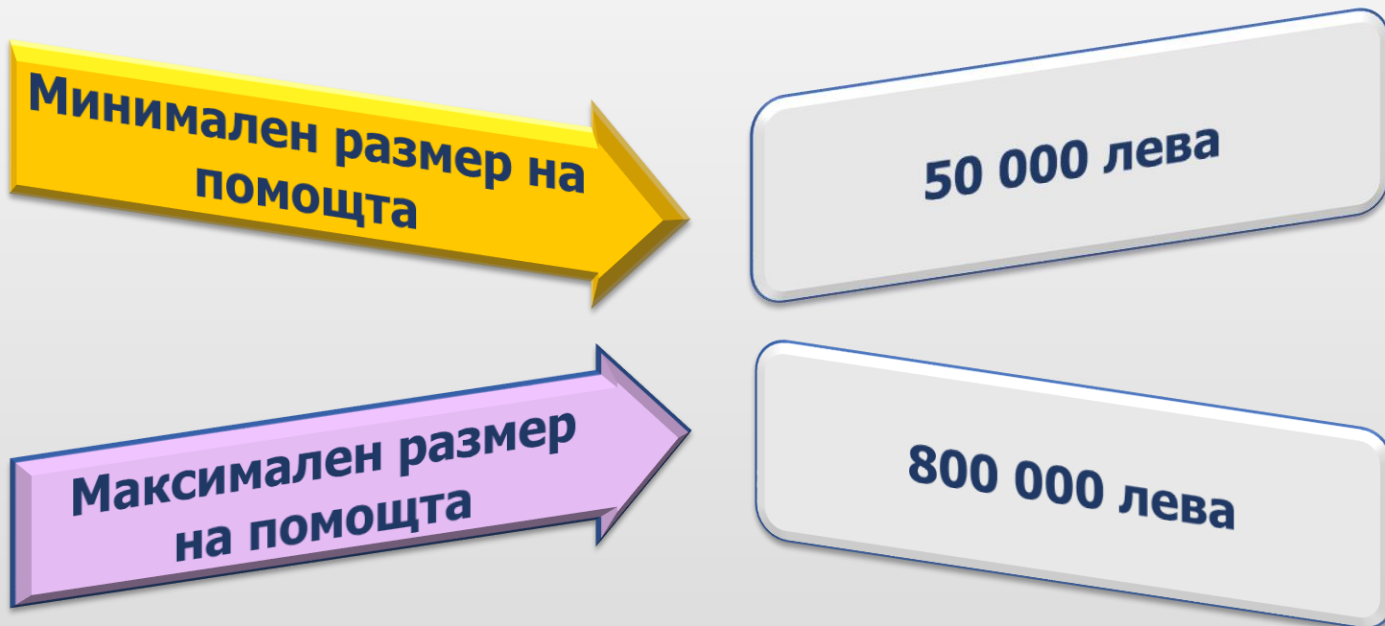 Минимален размер на
помощта
50 000 лева
Максимален размер
на помощта
800 000 лева